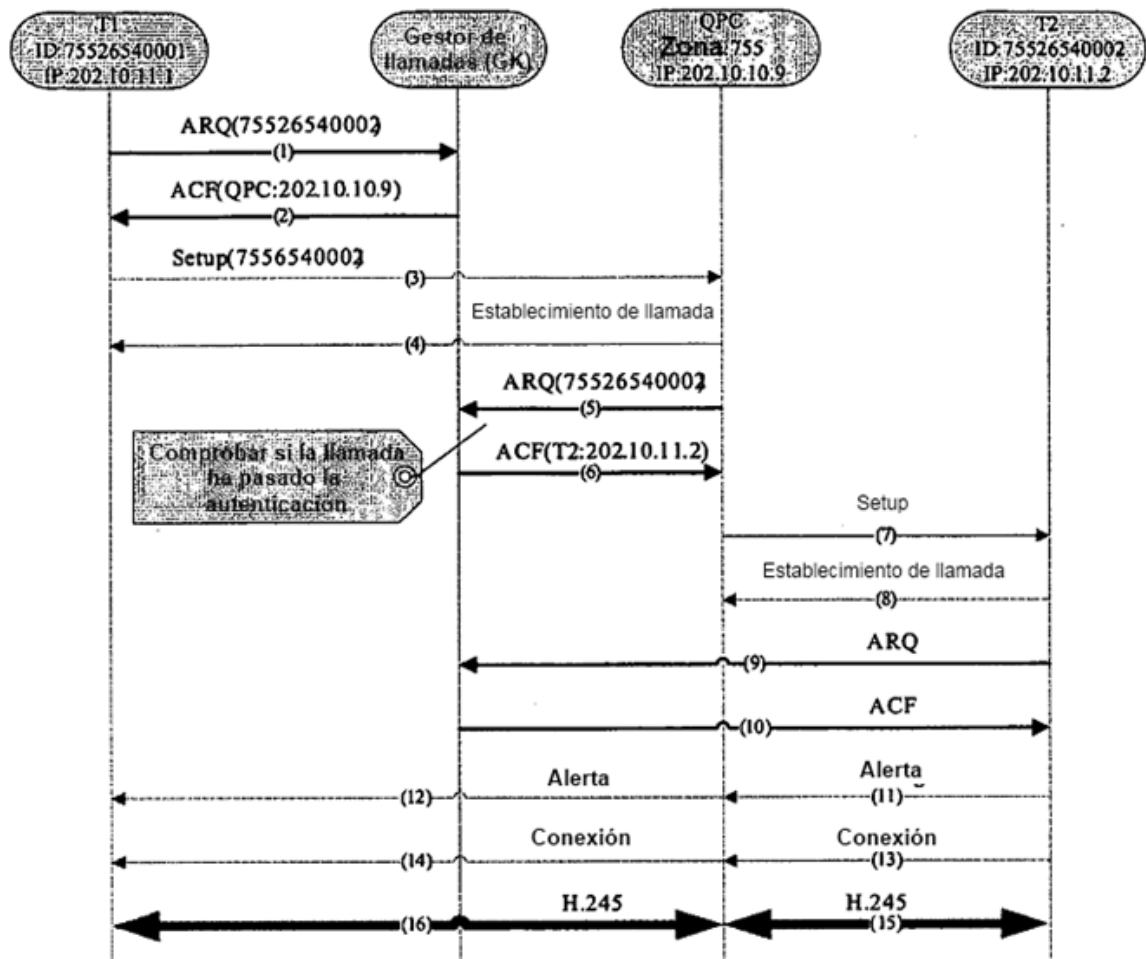 T1
ID:75526540001
IP:202.10.11.1
Gestor de
llamadas (GK)
QPC
Zona:755
IP:202.10.10.9
T2
ID:75526540002
IP:202.10.11.2
ARQ(75526540002)
(1)
ACF(QPC:202.10.10.9)
(2)
Setup(7556540002)
(3)
Establecimiento de llamada
(4)
ARQ(75526540002)
(5)
Comprobar si la llamada
ha pasado la
autenticación
ACF(T2:202.10.11.2)
(6)
Setup
(7)
Establecimiento de llamada
(8)
ARQ
(9)
ACF
(10)
Alerta
Alerta
(12)
(11)
Conexión
Conexión
(14)
(13)
H.245
H.245
(16)
(15)